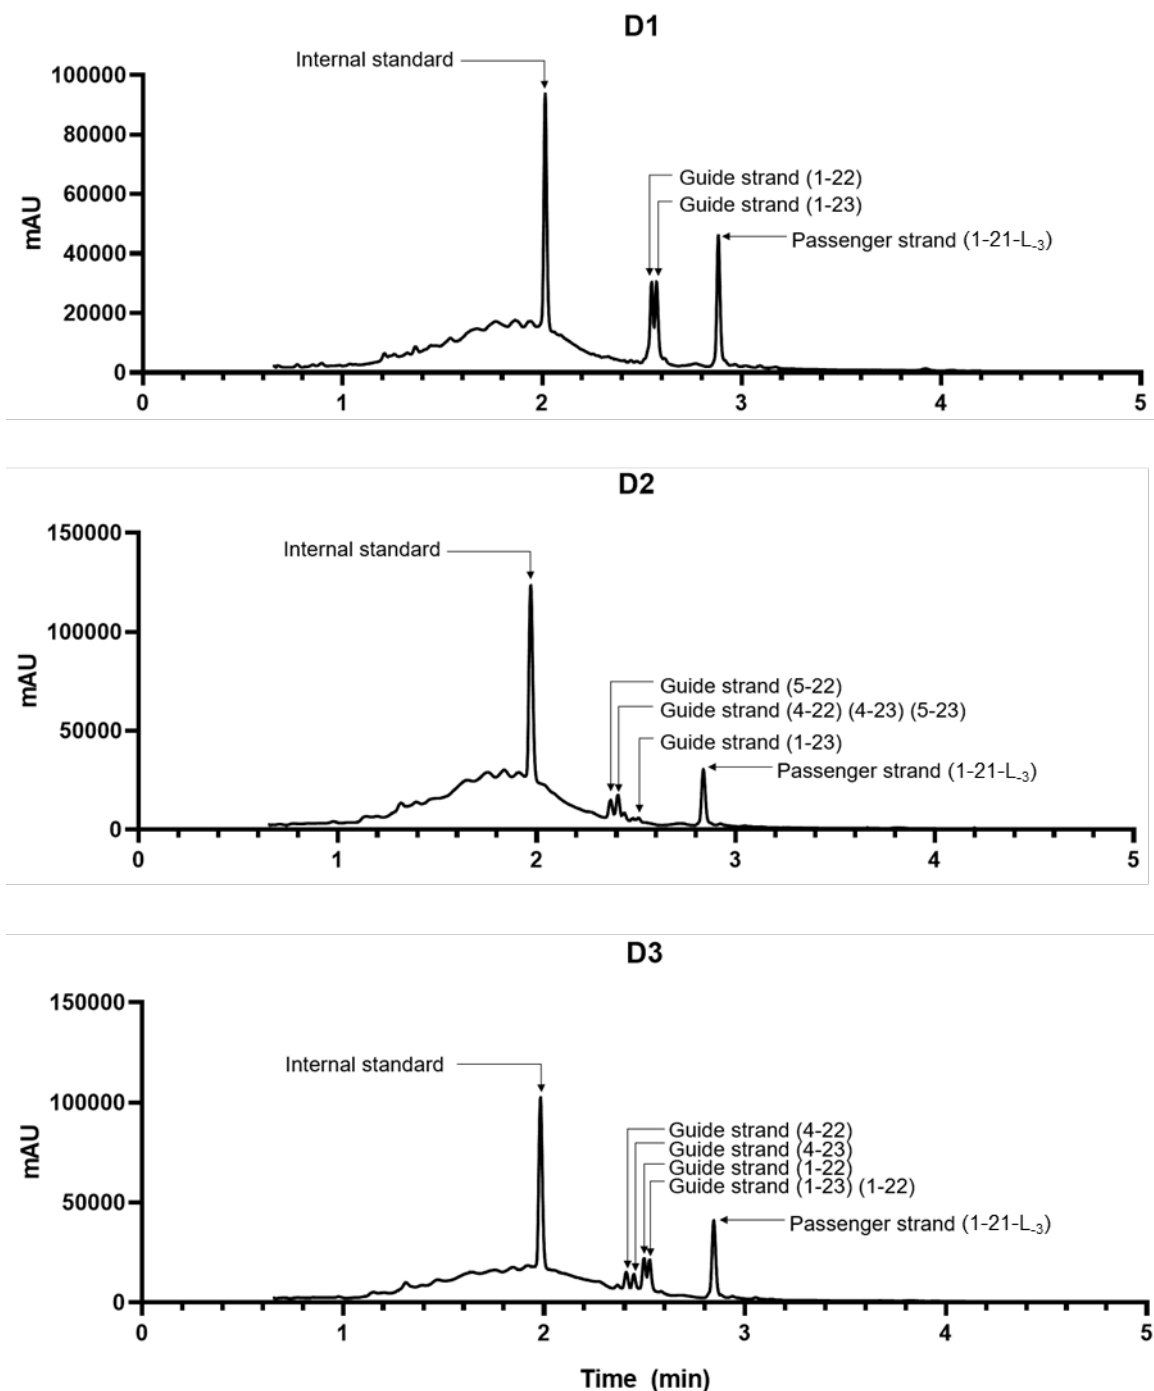 D1
Internal standard
100000
80000
60000
40000
20000
0
mAU
Guide strand (1-22)
Guide strand (1-23)
Passenger strand (1-21-L-3)
0 1 2 3 4 5
D2
150000
100000
50000
0
mAU
Internal standard
Guide strand (5-22)
Guide strand (4-22) (4-23) (5-23)
Guide strand (1-23)
Passenger strand (1-21-L-3)
0 1 2 3 4 5
D3
150000
100000
50000
0
mAU
Internal standard
Guide strand (4-22)
Guide strand (4-23)
Guide strand (1-22)
Guide strand (1-23) (1-22)
Passenger strand (1-21-L-3)
0 1 2 3 4 5
Time (min)